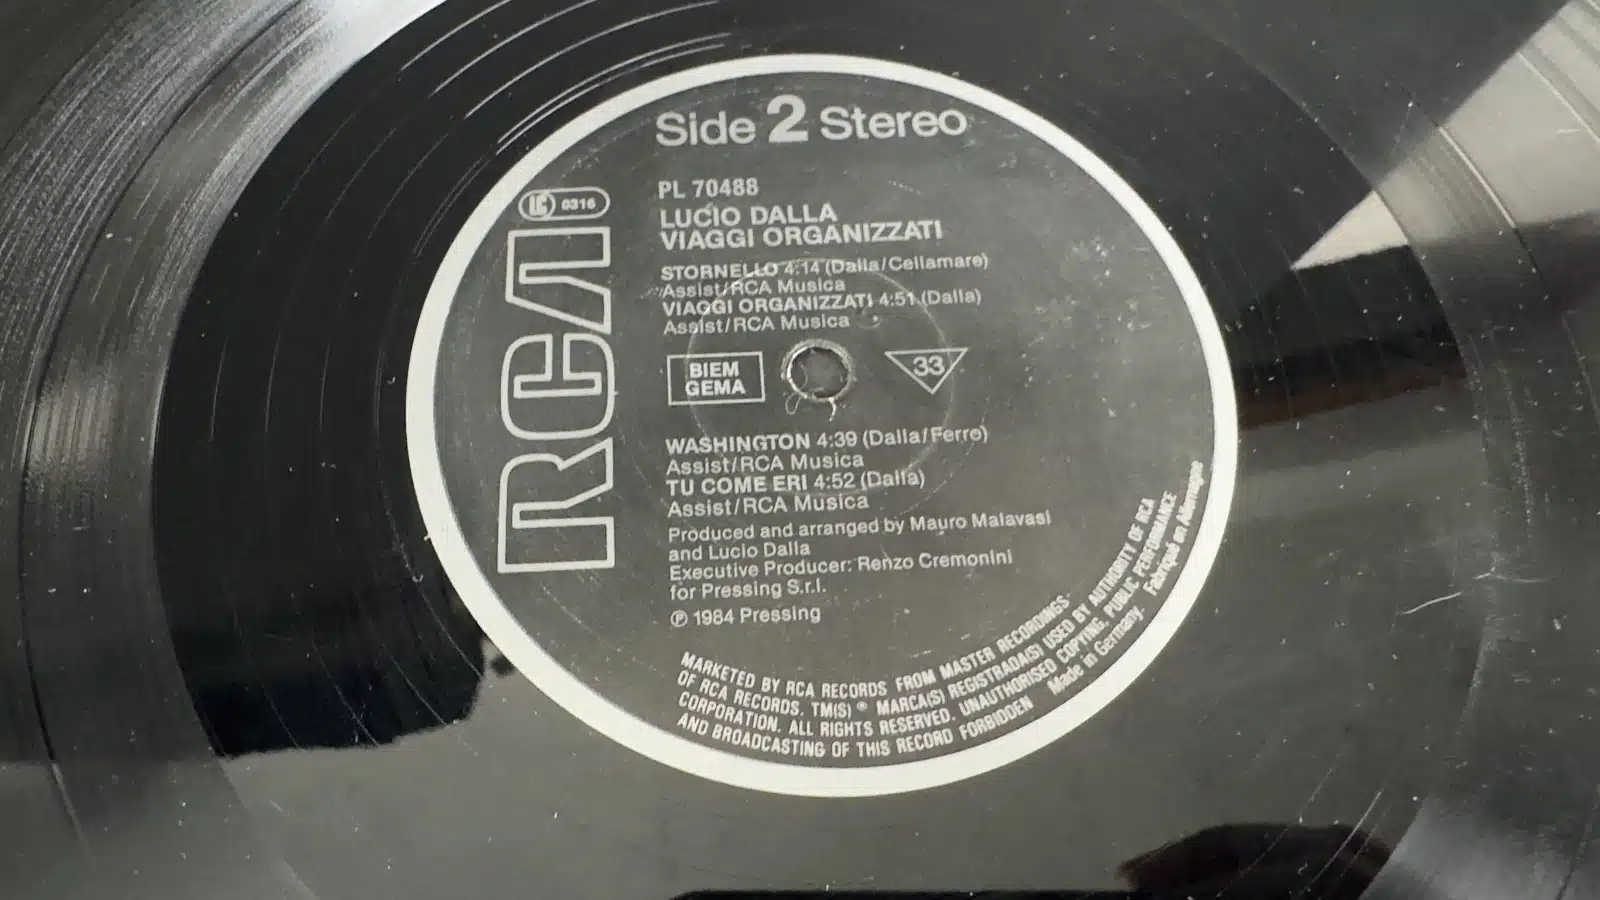 Side 2 Stereo
LC 0316
RCA
PL 70488
LUCIO DALLA
VIAGGI ORGANIZZATI
STORNELLO 4:14 (Dalla/Cellamare)
Assist/RCA Musica
VIAGGI ORGANIZZATI 4:51 (Dalla)
Assist/RCA Musica
BIEM
GEMA
33
WASHINGTON 4:39 (Dalla/Ferro)
Assist/RCA Musica
TU COME ERI 4:52 (Dalla)
Assist/RCA Musica
Produced and arranged by Mauro Malavasi
and Lucio Dalla
Executive Producer: Renzo Cremonini
for Pressing S.r.l.
℗ 1984 Pressing
MARKETED BY RCA RECORDS FROM MASTER RECORDINGS
OF RCA RECORDS. TM(S) ® MARCA(S) REGISTRADA(S) USED BY AUTHORITY OF RCA
CORPORATION. ALL RIGHTS RESERVED. UNAUTHORISED COPYING, PUBLIC PERFORMANCE
AND BROADCASTING OF THIS RECORD FORBIDDEN Made in Germany. Fabriqué en Allemagne